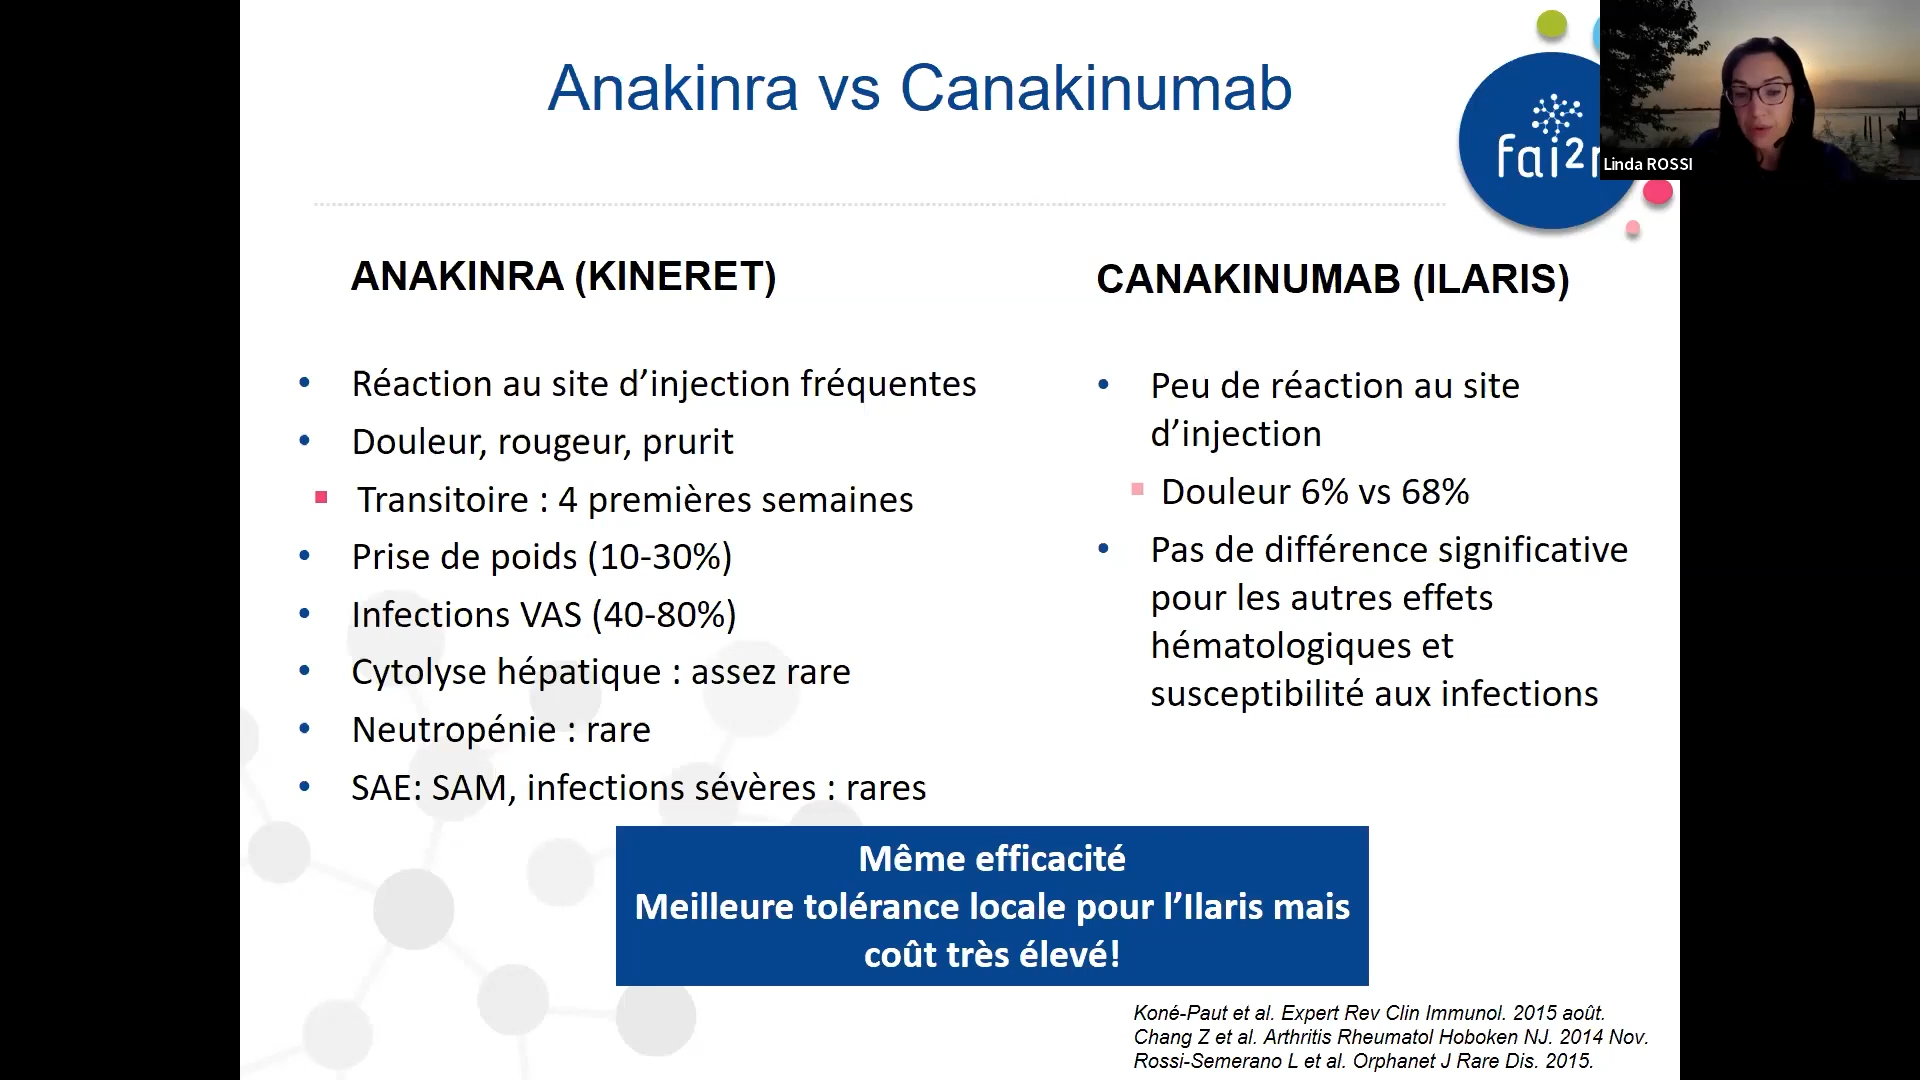 Anakinra vs Canakinumab
fai2r
Linda ROSSI
ANAKINRA (KINERET)
• Réaction au site d’injection fréquentes
• Douleur, rougeur, prurit
▪ Transitoire : 4 premières semaines
• Prise de poids (10-30%)
• Infections VAS (40-80%)
• Cytolyse hépatique : assez rare
• Neutropénie : rare
• SAE: SAM, infections sévères : rares
CANAKINUMAB (ILARIS)
• Peu de réaction au site
d’injection
▪ Douleur 6% vs 68%
• Pas de différence significative
pour les autres effets
hématologiques et
susceptibilité aux infections
Même efficacité
Meilleure tolérance locale pour l’Ilaris mais
coût très élevé!
Koné-Paut et al. Expert Rev Clin Immunol. 2015 août.
Chang Z et al. Arthritis Rheumatol Hoboken NJ. 2014 Nov.
Rossi-Semerano L et al. Orphanet J Rare Dis. 2015.